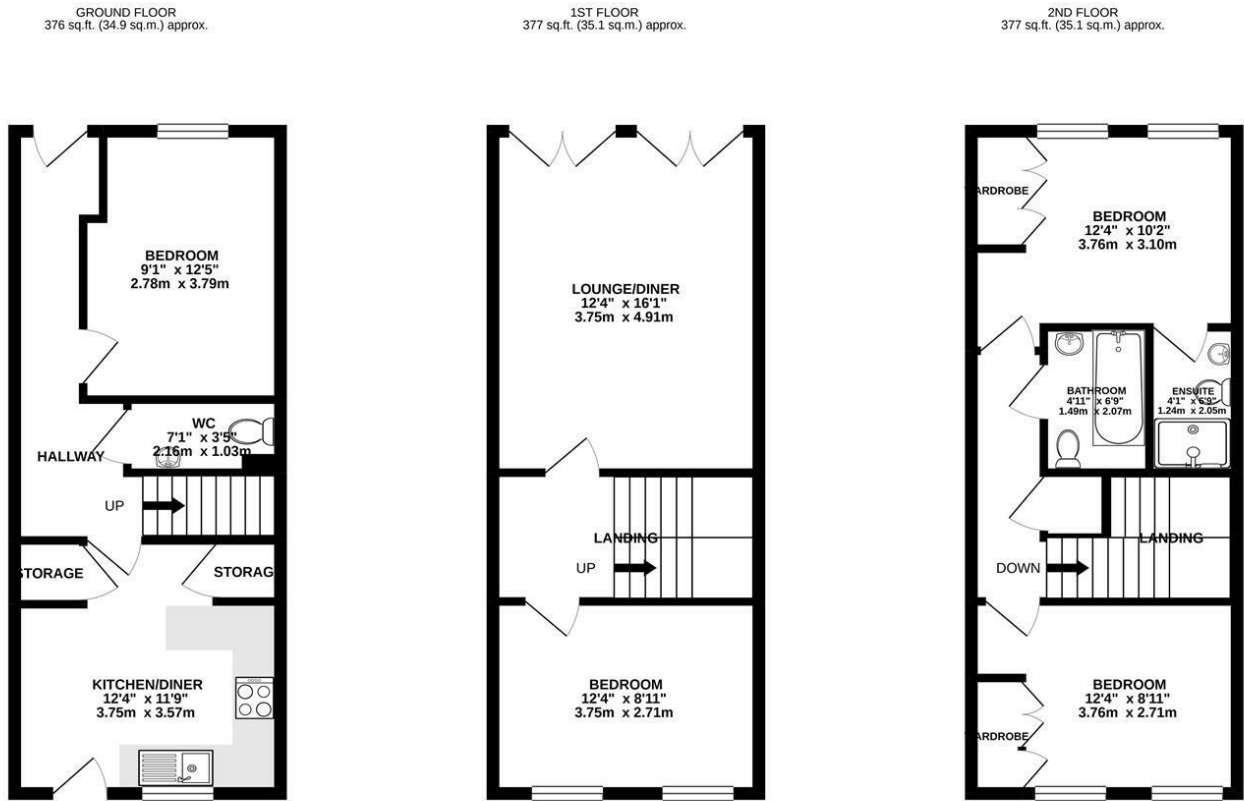 GROUND FLOOR
376 sq.ft. (34.9 sq.m.) approx.
BEDROOM
9'1" x 12'5"
2.78m x 3.79m
WC
7'1" x 3'5"
2.16m x 1.03m
HALLWAY
UP
STORAGE
STORAG
KITCHEN/DINER
12'4" x 11'9"
3.75m x 3.57m
1ST FLOOR
377 sq.ft. (35.1 sq.m.) approx.
LOUNGE/DINER
12'4" x 16'1"
3.75m x 4.91m
LANDING
UP
BEDROOM
12'4" x 8'11"
3.75m x 2.71m
2ND FLOOR
377 sq.ft. (35.1 sq.m.) approx.
ARDROBE
BEDROOM
12'4" x 10'2"
3.76m x 3.10m
BATHROOM
4'11" x 6'9"
1.49m x 2.07m
ENSUITE
4'1" x 6'9"
1.24m x 2.05m
LANDING
DOWN
BEDROOM
12'4" x 8'11"
3.76m x 2.71m
ARDROBE